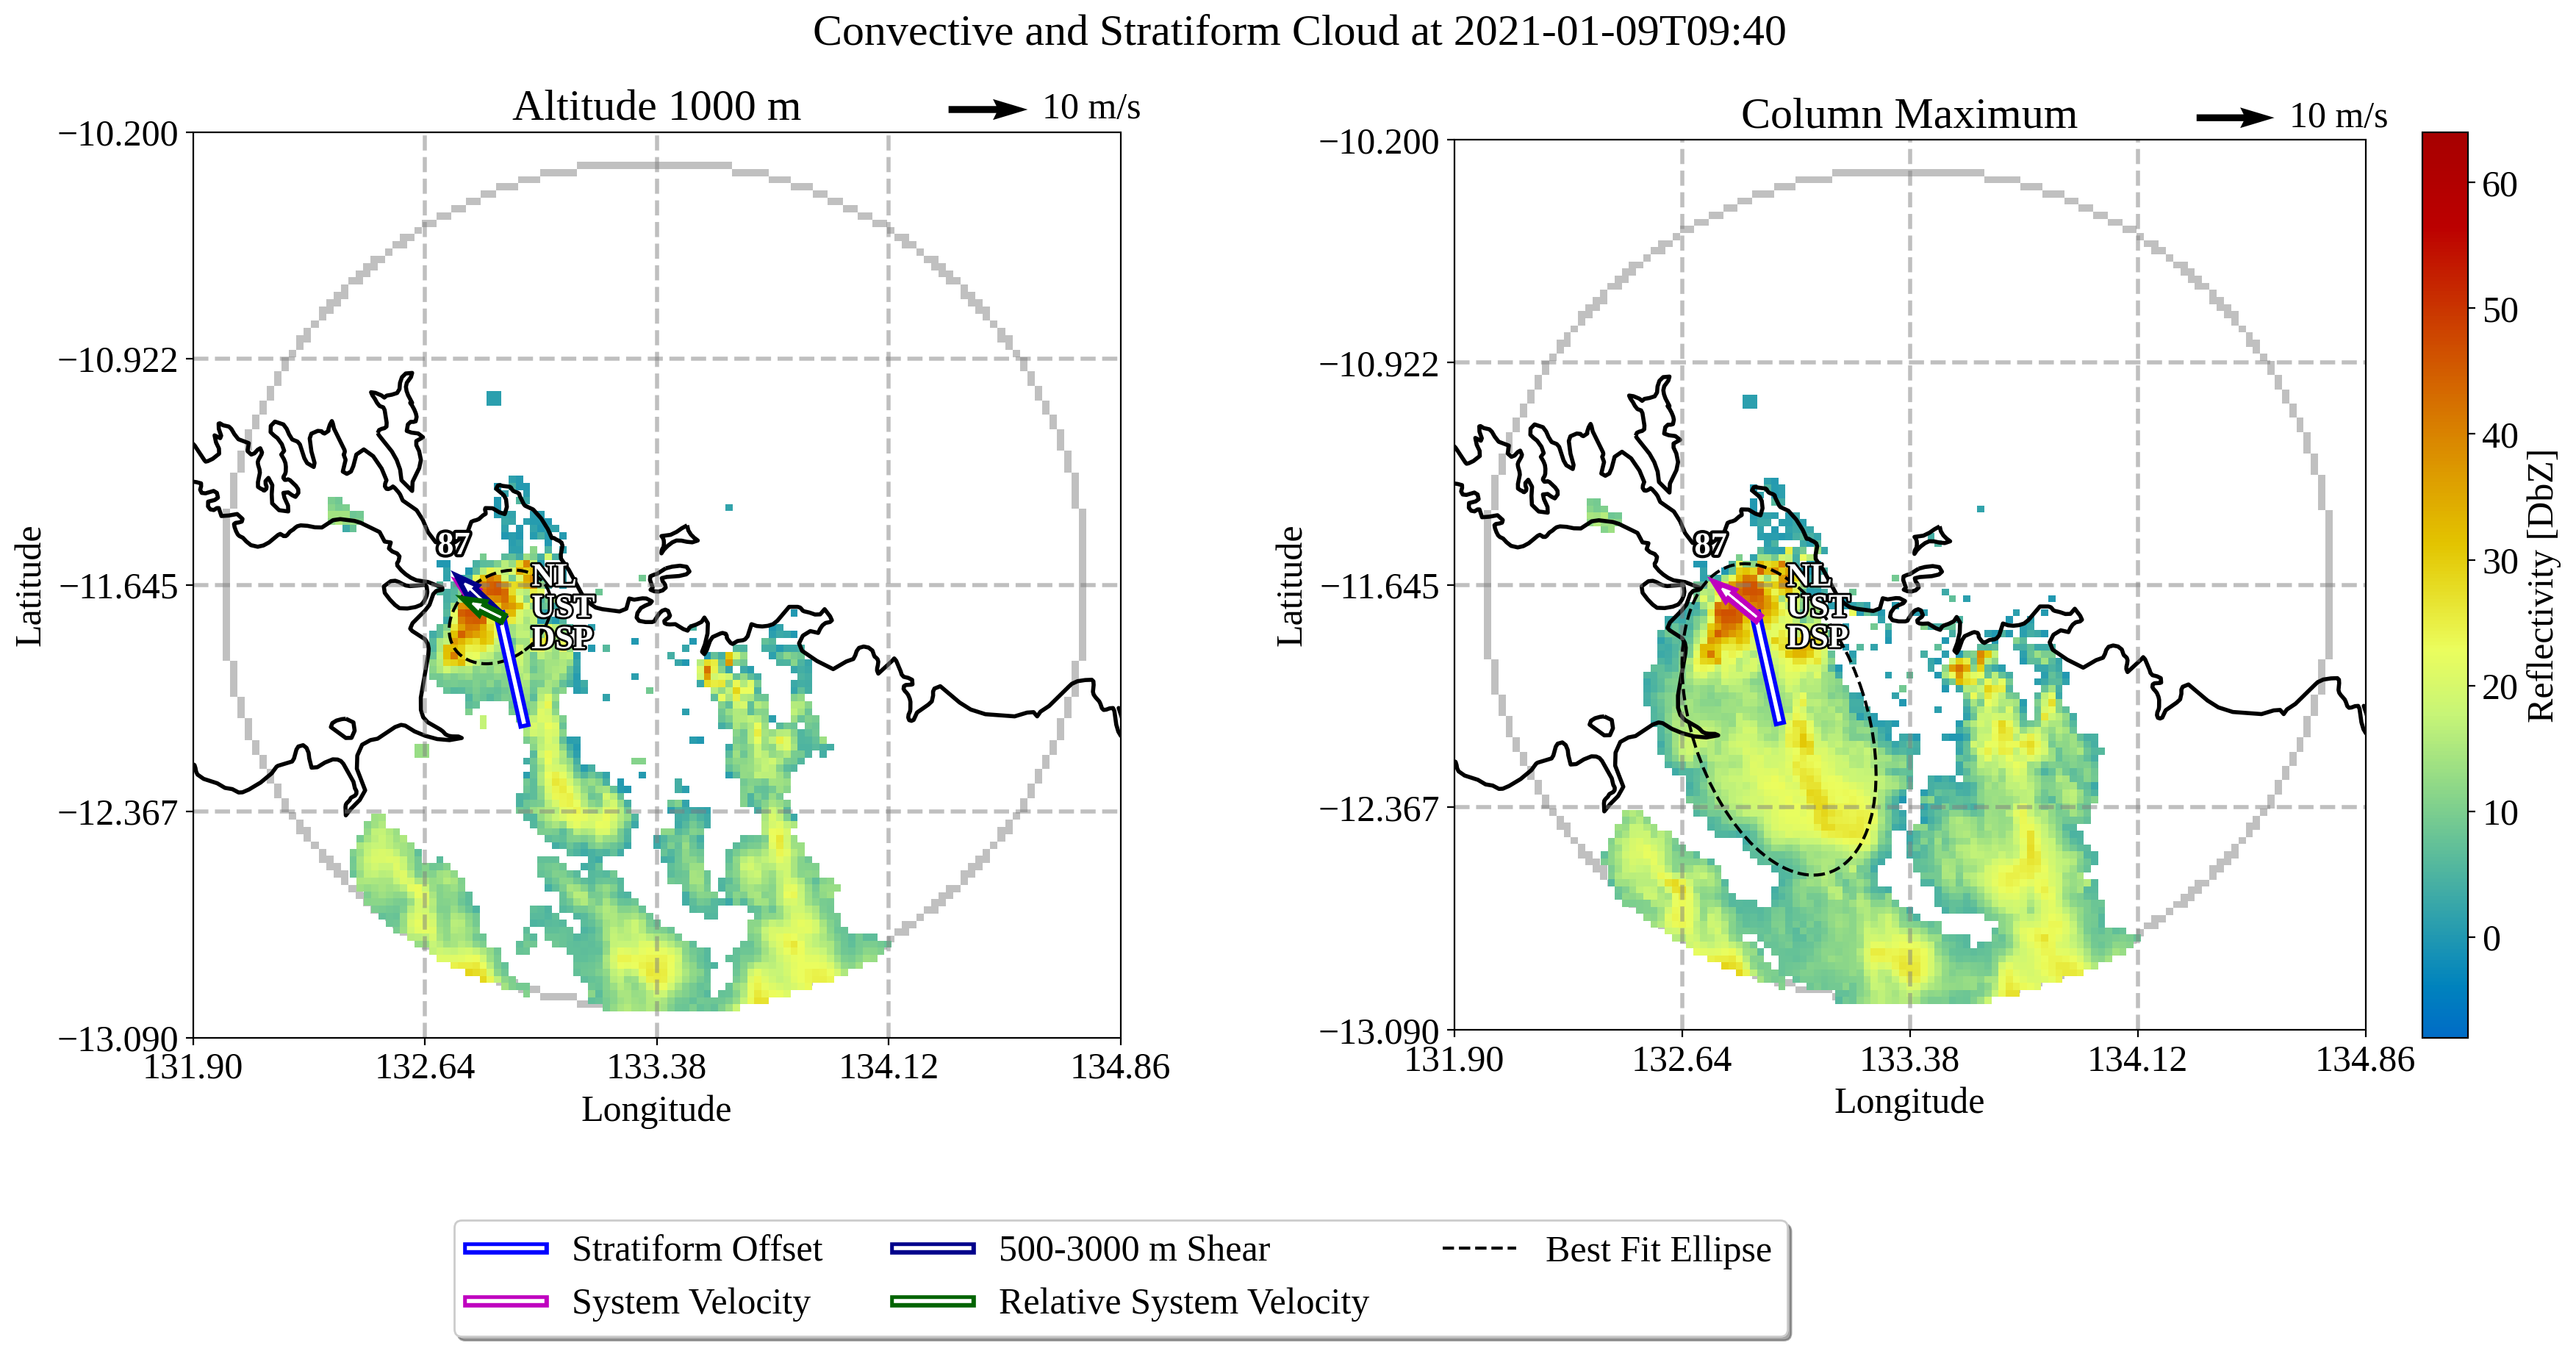 Convective and Stratiform Cloud at 2021-01-09T09:40
Altitude 1000 m
10 m/s
−10.200
−10.922
−11.645
−12.367
−13.090
Latitude
87
NL
UST
DSP
131.90
132.64
133.38
134.12
134.86
Longitude
Column Maximum
10 m/s
−10.200
−10.922
−11.645
−12.367
−13.090
Latitude
87
NL
UST
DSP
131.90
132.64
133.38
134.12
134.86
Longitude
60
50
40
30
20
10
0
Reflectivity [DbZ]
Stratiform Offset
System Velocity
500-3000 m Shear
Relative System Velocity
Best Fit Ellipse